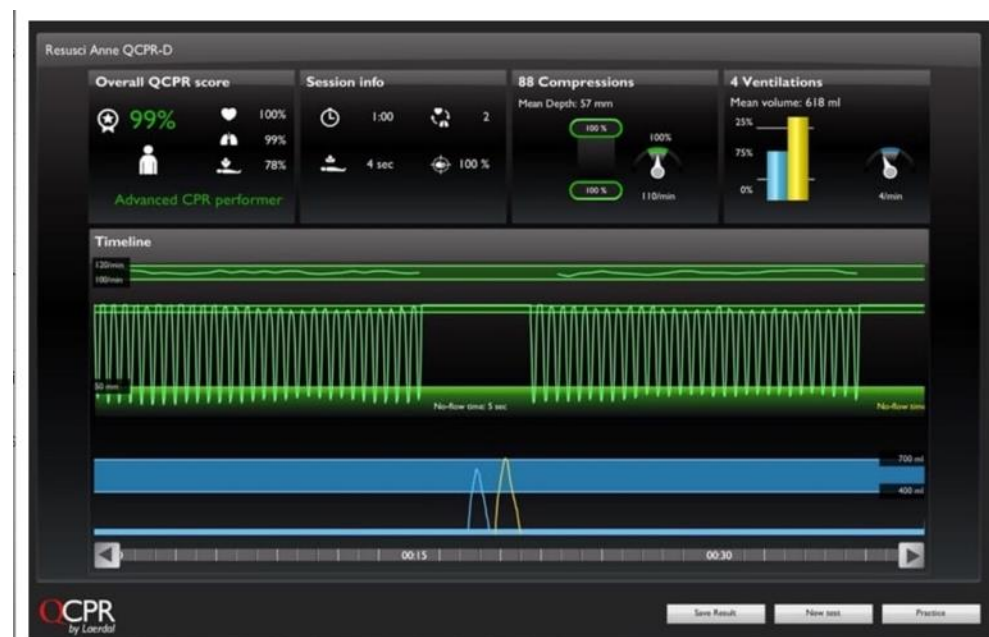 Resusci Anne QCPR-D
Overall QCPR score
99%
100%
99%
78%
Advanced CPR performer
Session info
1:00
2
4 sec
100 %
88 Compressions
Mean Depth: 57 mm
100 %
100%
100 %
110/min
4 Ventilations
Mean volume: 618 ml
25%
75%
0%
4/min
Timeline
120/min
100/min
50 mm
No-flow time: 5 sec
No-flow time
700 ml
400 ml
00:15
00:30
QCPR
by Laerdal
Save Result
New test
Practice